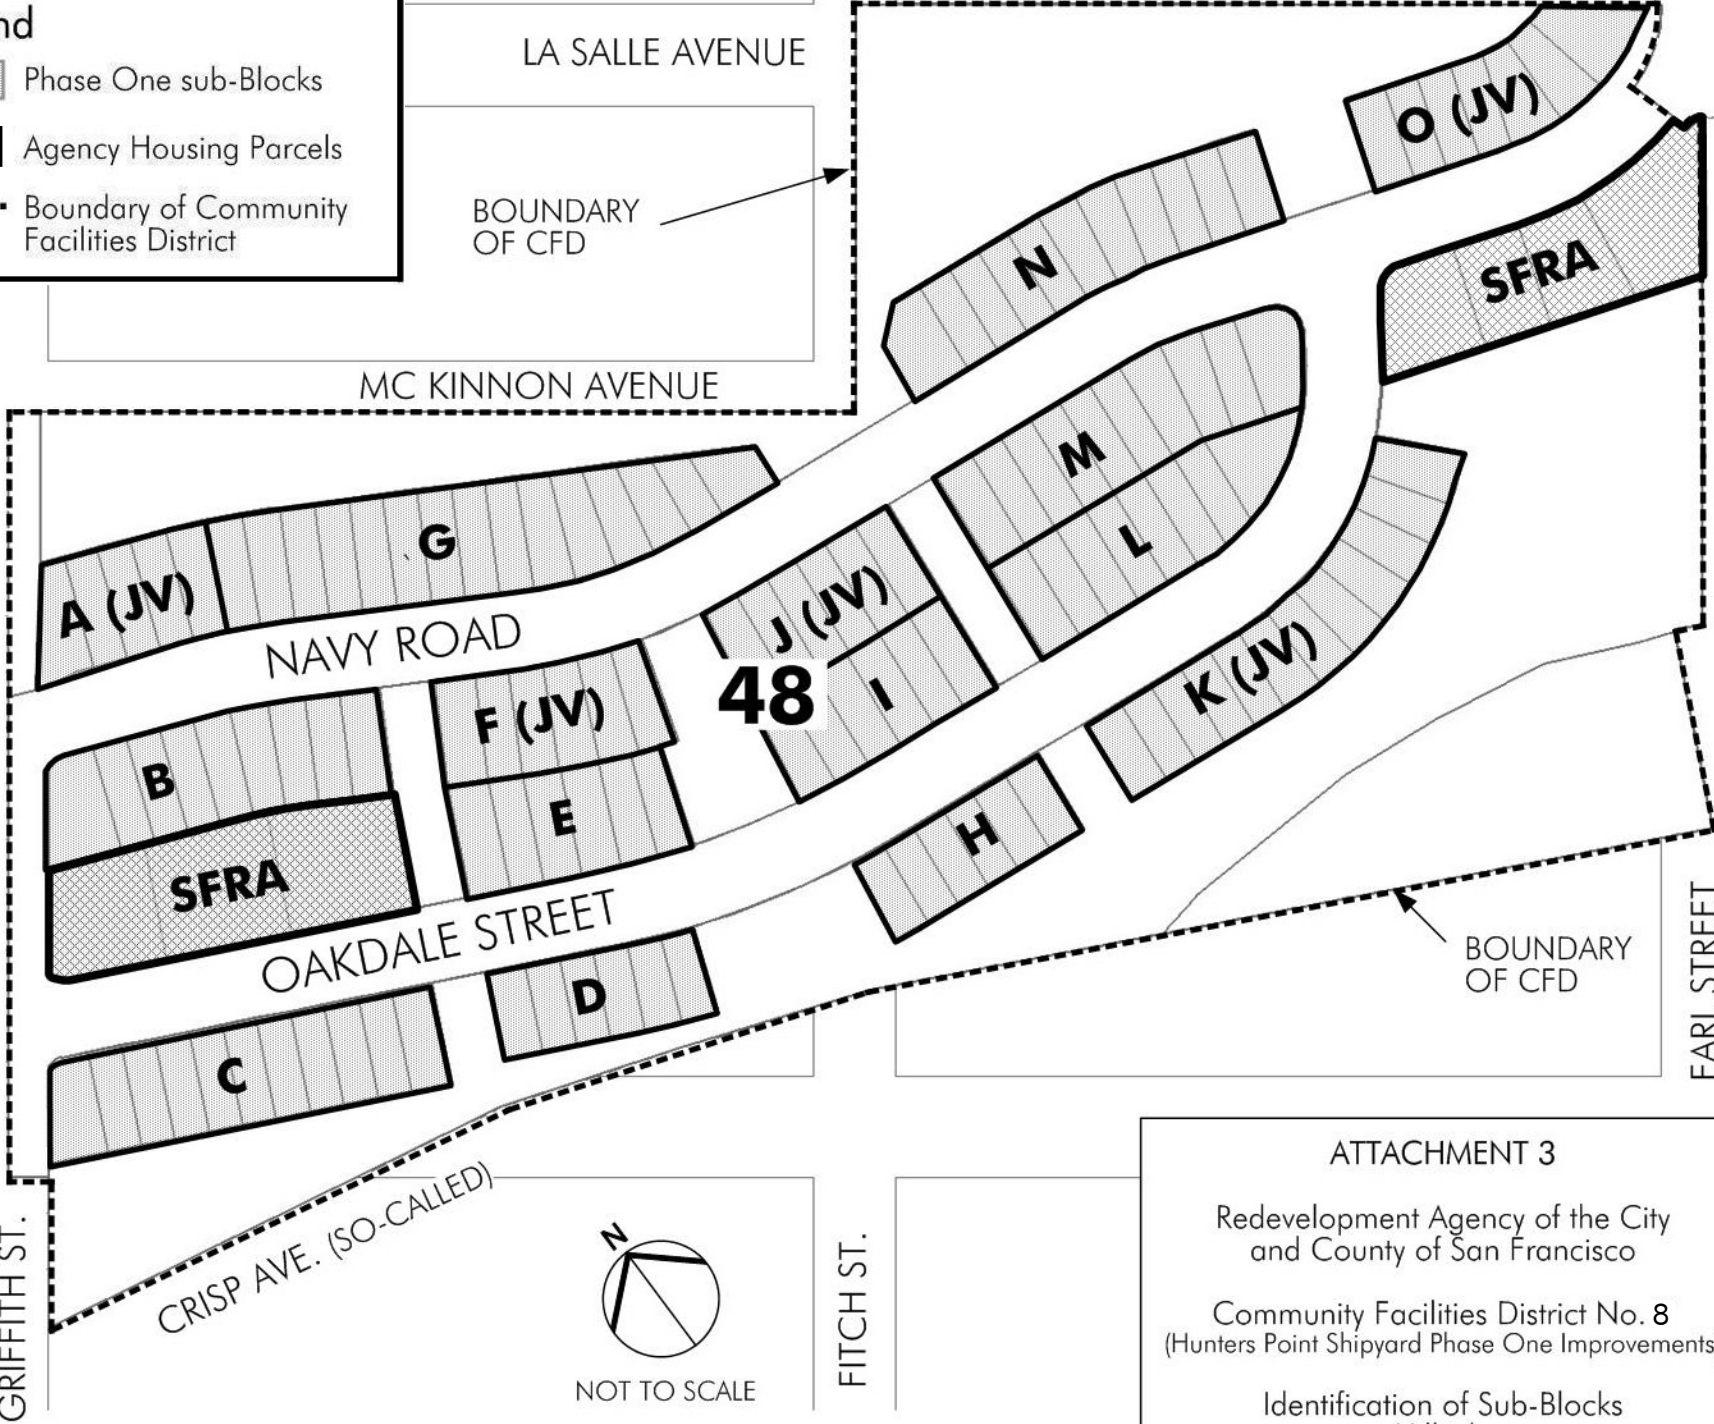 nd
Phase One sub-Blocks
Agency Housing Parcels
Boundary of Community
Facilities District
LA SALLE AVENUE
BOUNDARY
OF CFD
MC KINNON AVENUE
O (JV)
SFRA
N
M
L
G
A (JV)
NAVY ROAD
J (JV)
48
I
K (JV)
F (JV)
B
E
H
SFRA
OAKDALE STREET
D
C
BOUNDARY
OF CFD
EARL STREET
CRISP AVE. (SO-CALLED)
GRIFFITH ST.
N
NOT TO SCALE
FITCH ST.
ATTACHMENT 3
Redevelopment Agency of the City
and County of San Francisco
Community Facilities District No. 8
(Hunters Point Shipyard Phase One Improvements
Identification of Sub-Blocks